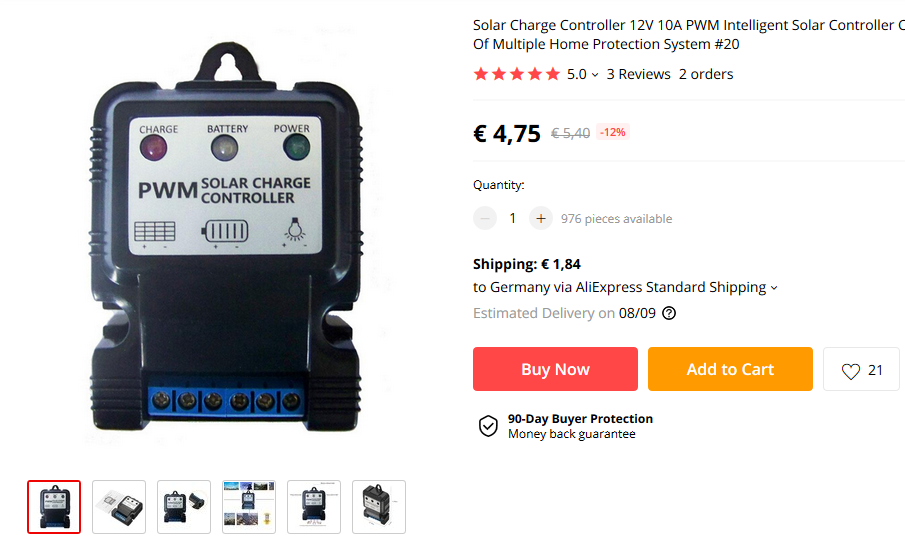 Solar Charge Controller 12V 10A PWM Intelligent Solar Controller C
Of Multiple Home Protection System #20
5.0 3 Reviews 2 orders
€ 4,75 € 5,40 -12%
Quantity:
− 1 + 976 pieces available
Shipping: € 1,84
to Germany via AliExpress Standard Shipping
Estimated Delivery on 08/09 ?
Buy Now Add to Cart 21
90-Day Buyer Protection
Money back guarantee
CHARGE BATTERY POWER
PWM SOLAR CHARGE
CONTROLLER
+ − + − + −